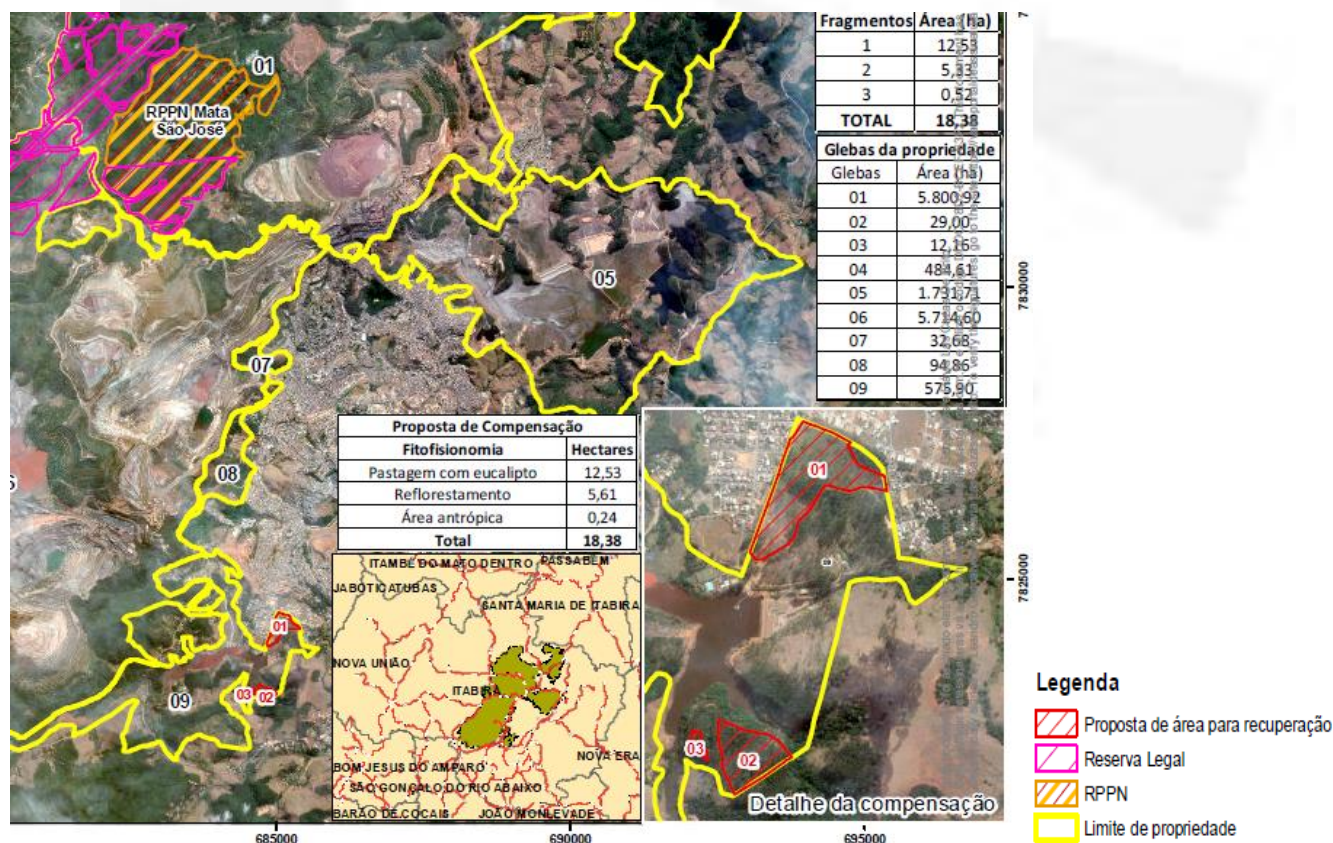 Fragmentos Área (ha)
1 12,53
2 5,33
3 0,52
TOTAL 18,38
Glebas da propriedade
Glebas Área (ha)
01 5.800,92
02 29,00
03 12,16
04 484,61
05 1.731,71
06 5.714,60
07 32,68
08 94,86
09 575,90
01
RPPN Mata
São José
05
07
08
09
01
03 02
Proposta de Compensação
Fitofisionomia Hectares
Pastagem com eucalipto 12,53
Reflorestamento 5,61
Área antrópica 0,24
Total 18,38
ITAMBÉ DO MATO DENTRO PASSABÉM
JABOTICATUBAS
SANTA MARIA DE ITABIRA
NOVA UNIÃO
ITABIRA
NOVA ERA
BOM JESUS DO AMPARO
SÃO GONÇALO DO RIO ABAIXO
BARÃO DE COCAIS JOÃO MONLEVADE
01
03
02
Detalhe da compensação
7
7830000
7825000
685000 690000 695000
Legenda
Proposta de área para recuperação
Reserva Legal
RPPN
Limite de propriedade